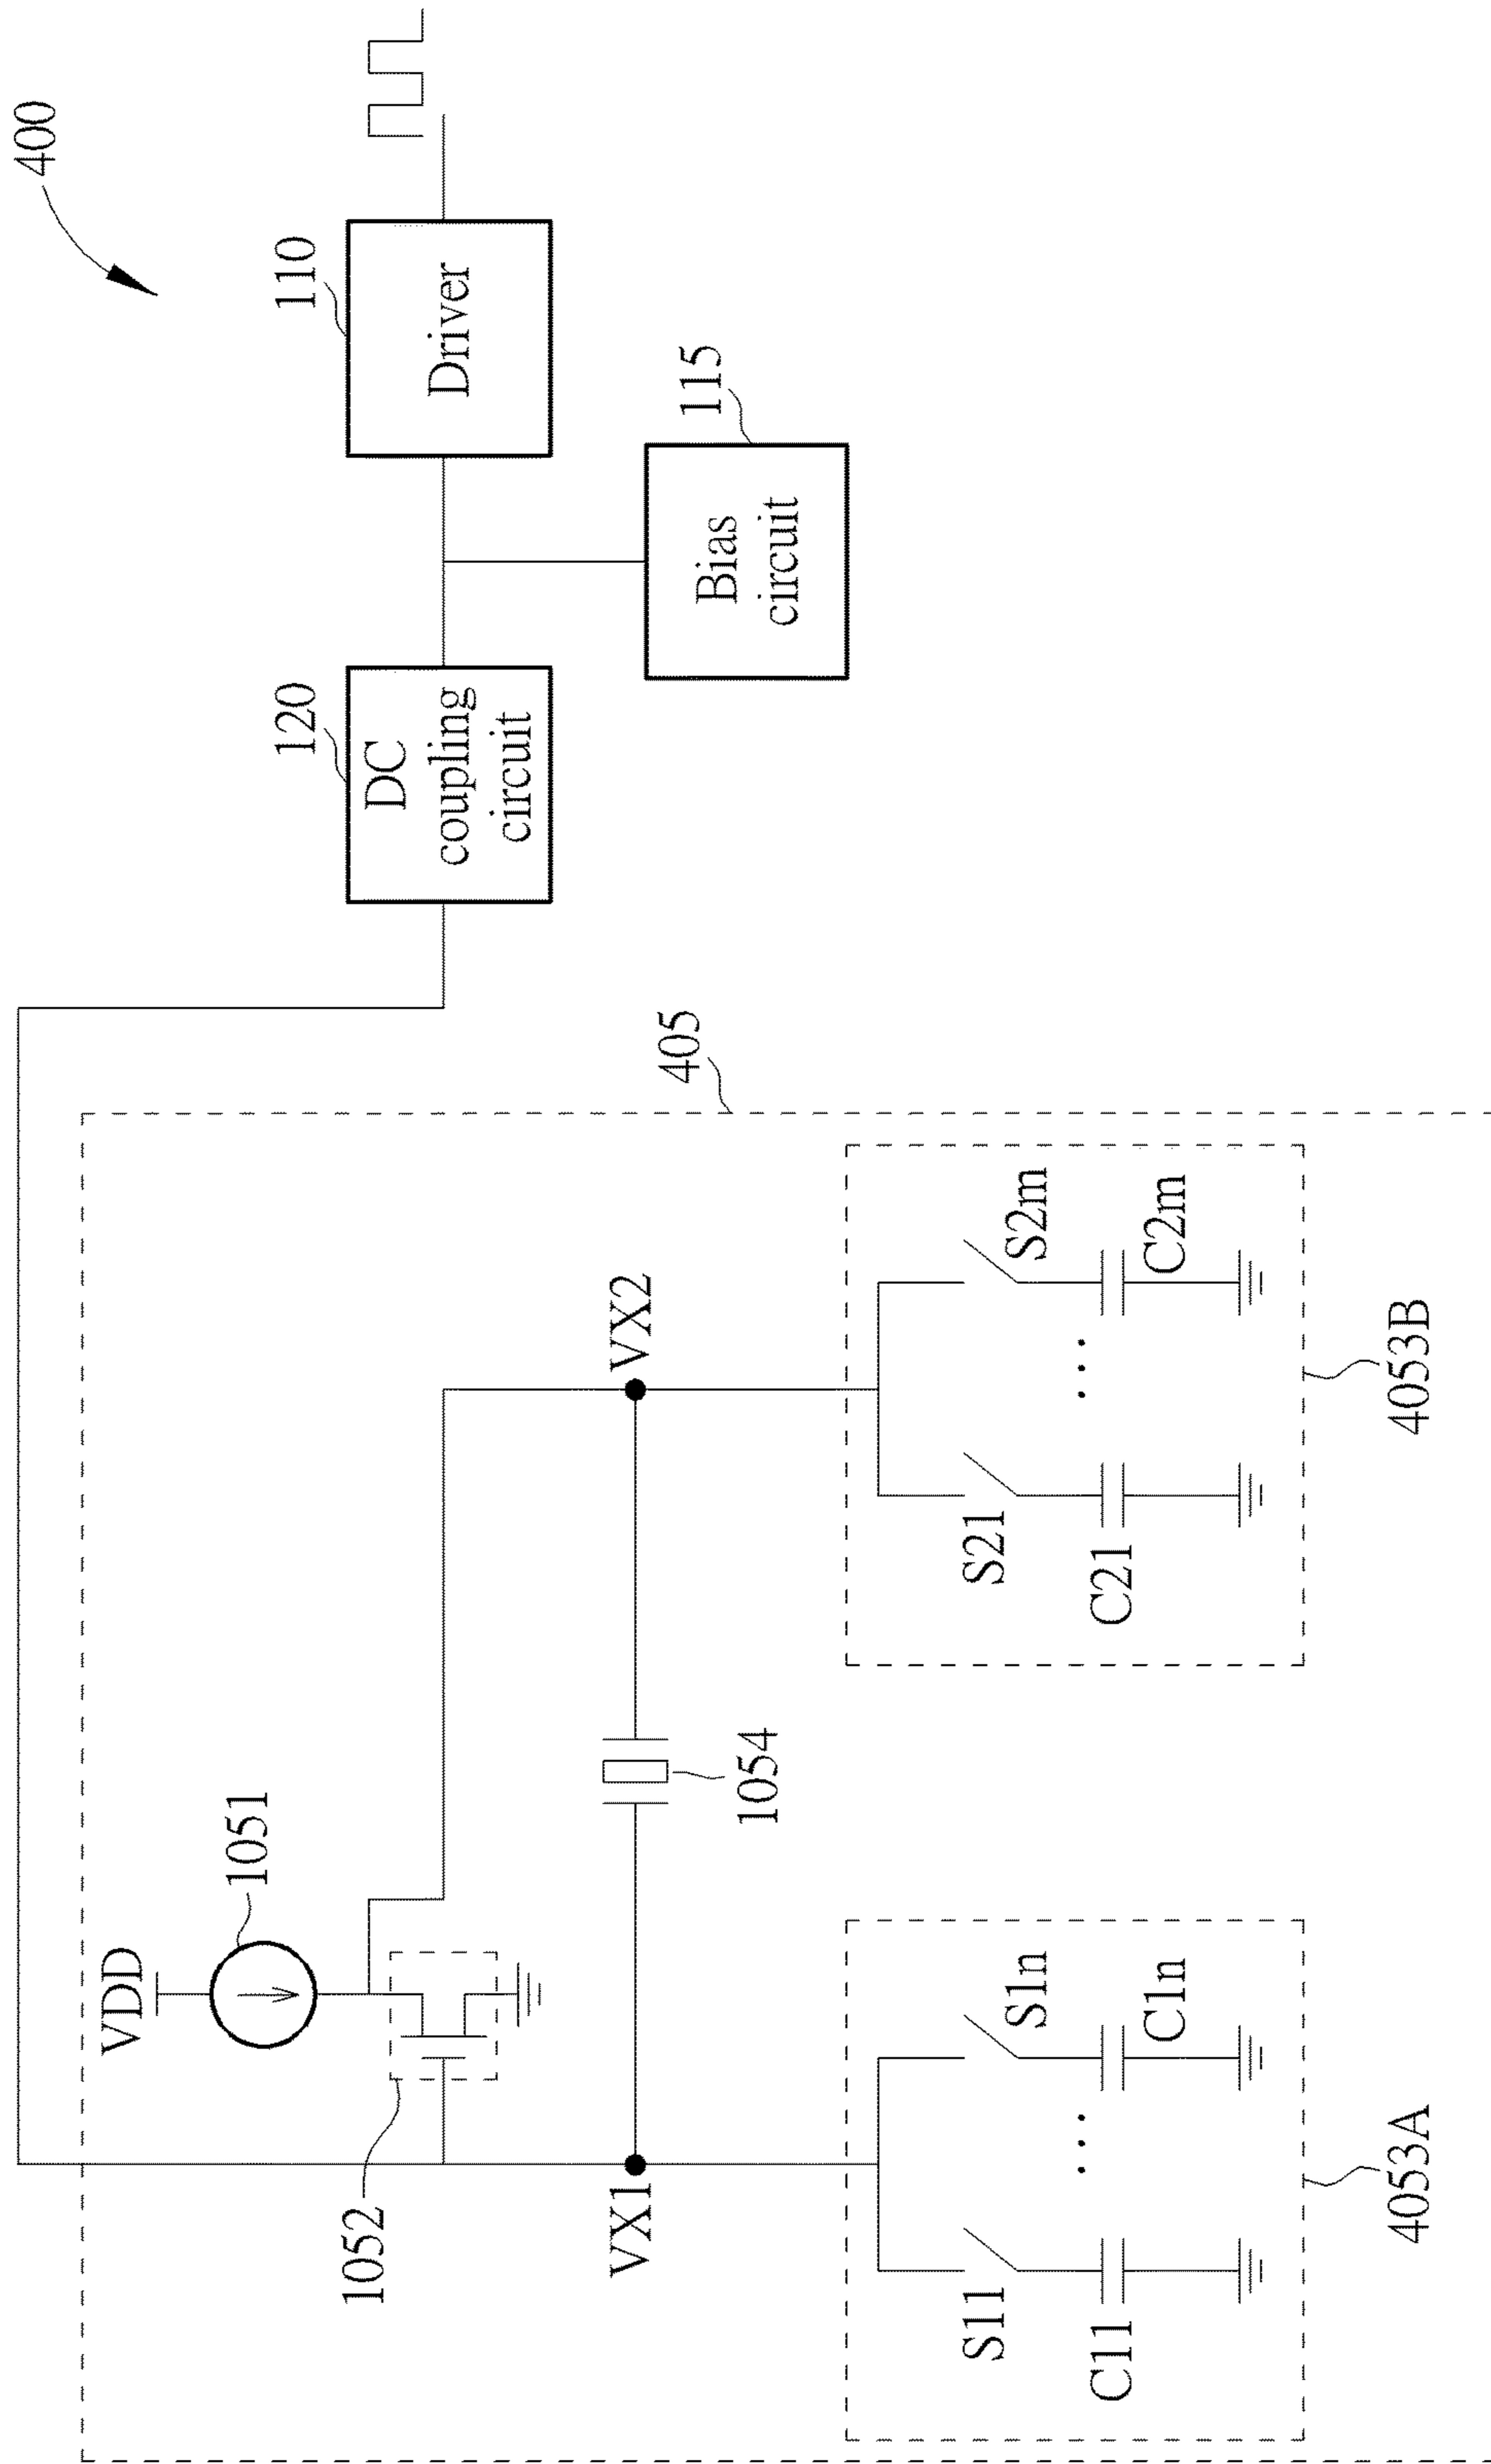 400
VDD
1051
1052
VX1
VX2
1054
405
S11
C11
S1n
C1n
4053A
S21
C21
S2m
C2m
4053B
120
DC
coupling
circuit
110
Driver
115
Bias
circuit